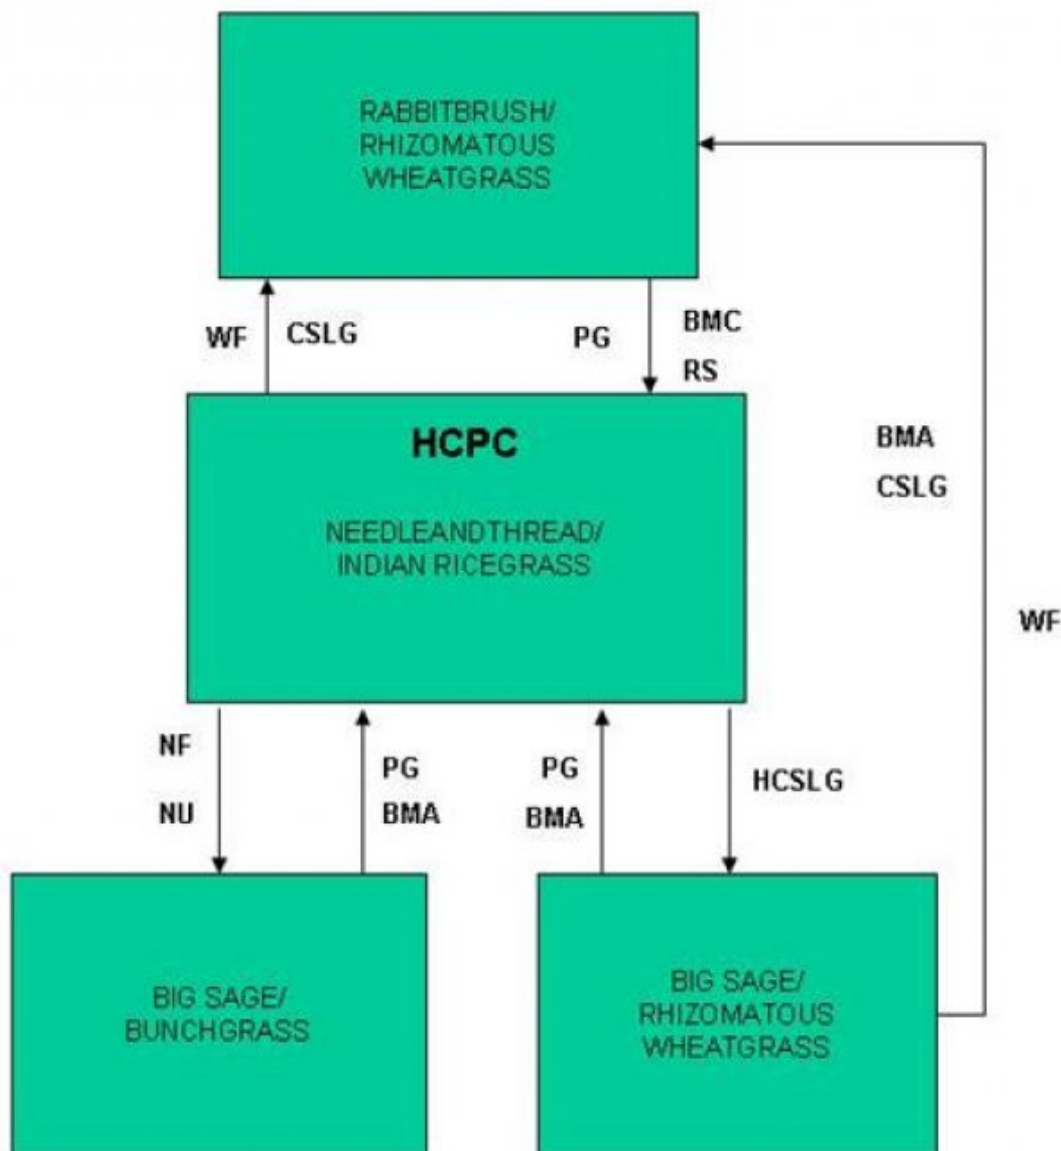 RABBITBRUSH/
RHIZOMATOUS
WHEATGRASS
WF
CSLG
PG
BMC
RS
HCPC
NEEDLEANDTHREAD/
INDIAN RICEGRASS
BMA
CSLG
WF
NF
NU
PG
BMA
PG
BMA
HCSLG
BIG SAGE/
BUNCHGRASS
BIG SAGE/
RHIZOMATOUS
WHEATGRASS